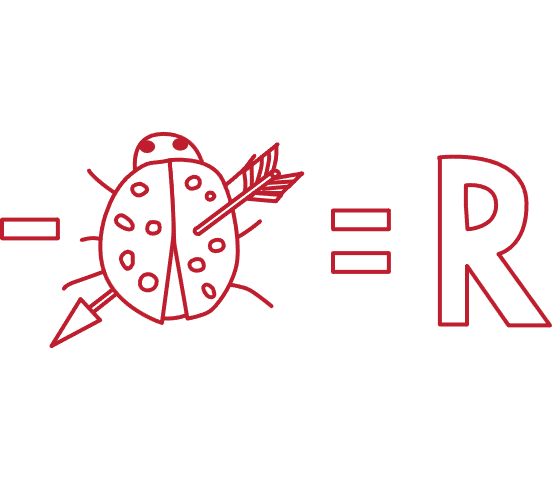 - = R